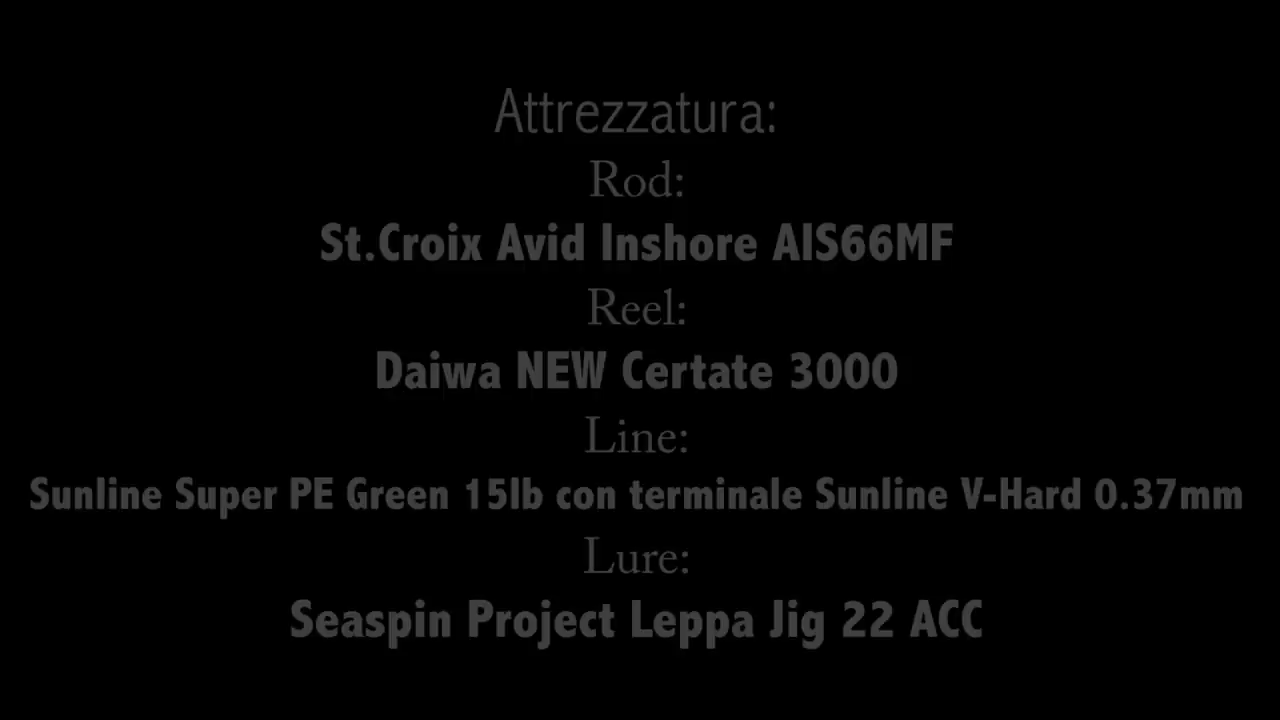 Attrezzatura:
Rod:
St.Croix Avid Inshore AIS66MF
Reel:
Daiwa NEW Certate 3000
Line:
Sunline Super PE Green 15lb con terminale Sunline V-Hard 0.37mm
Lure:
Seaspin Project Leppa Jig 22 ACC